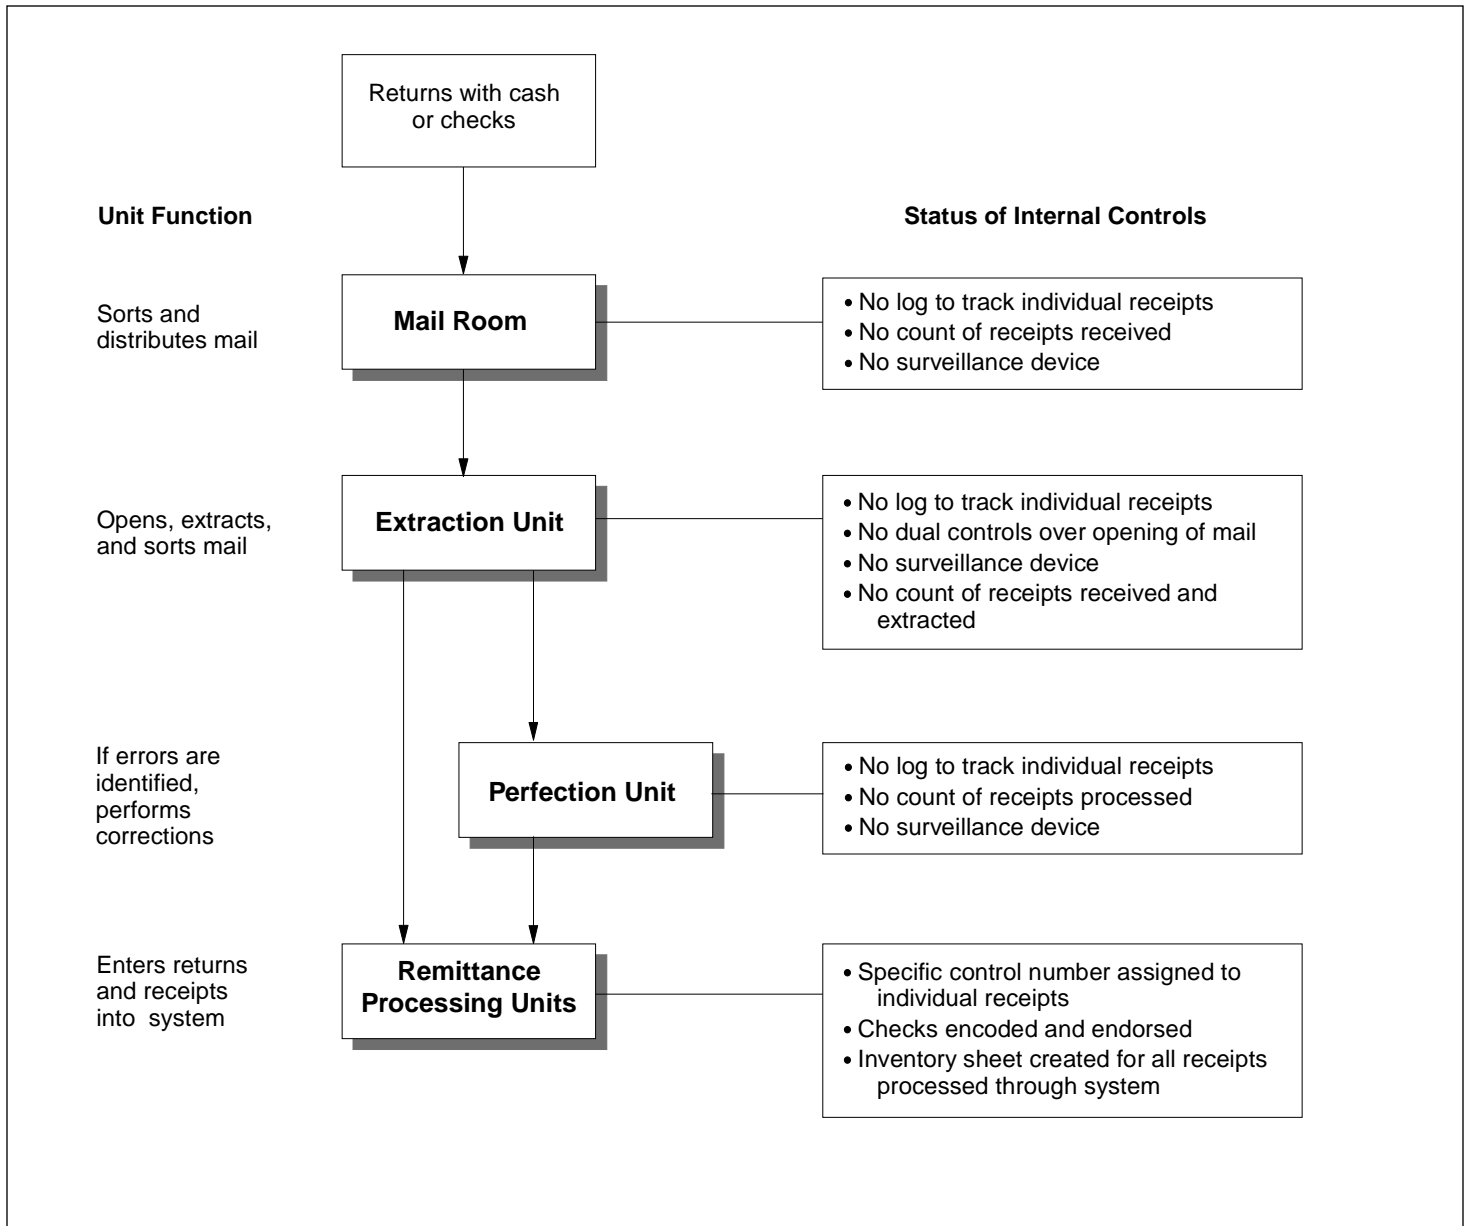 Returns with cash
or checks
Unit Function
Status of Internal Controls
Sorts and
distributes mail
Mail Room
• No log to track individual receipts
• No count of receipts received
• No surveillance device
Opens, extracts,
and sorts mail
Extraction Unit
• No log to track individual receipts
• No dual controls over opening of mail
• No surveillance device
• No count of receipts received and
extracted
If errors are
identified,
performs
corrections
Perfection Unit
• No log to track individual receipts
• No count of receipts processed
• No surveillance device
Enters returns
and receipts
into system
Remittance
Processing Units
• Specific control number assigned to
individual receipts
• Checks encoded and endorsed
• Inventory sheet created for all receipts
processed through system